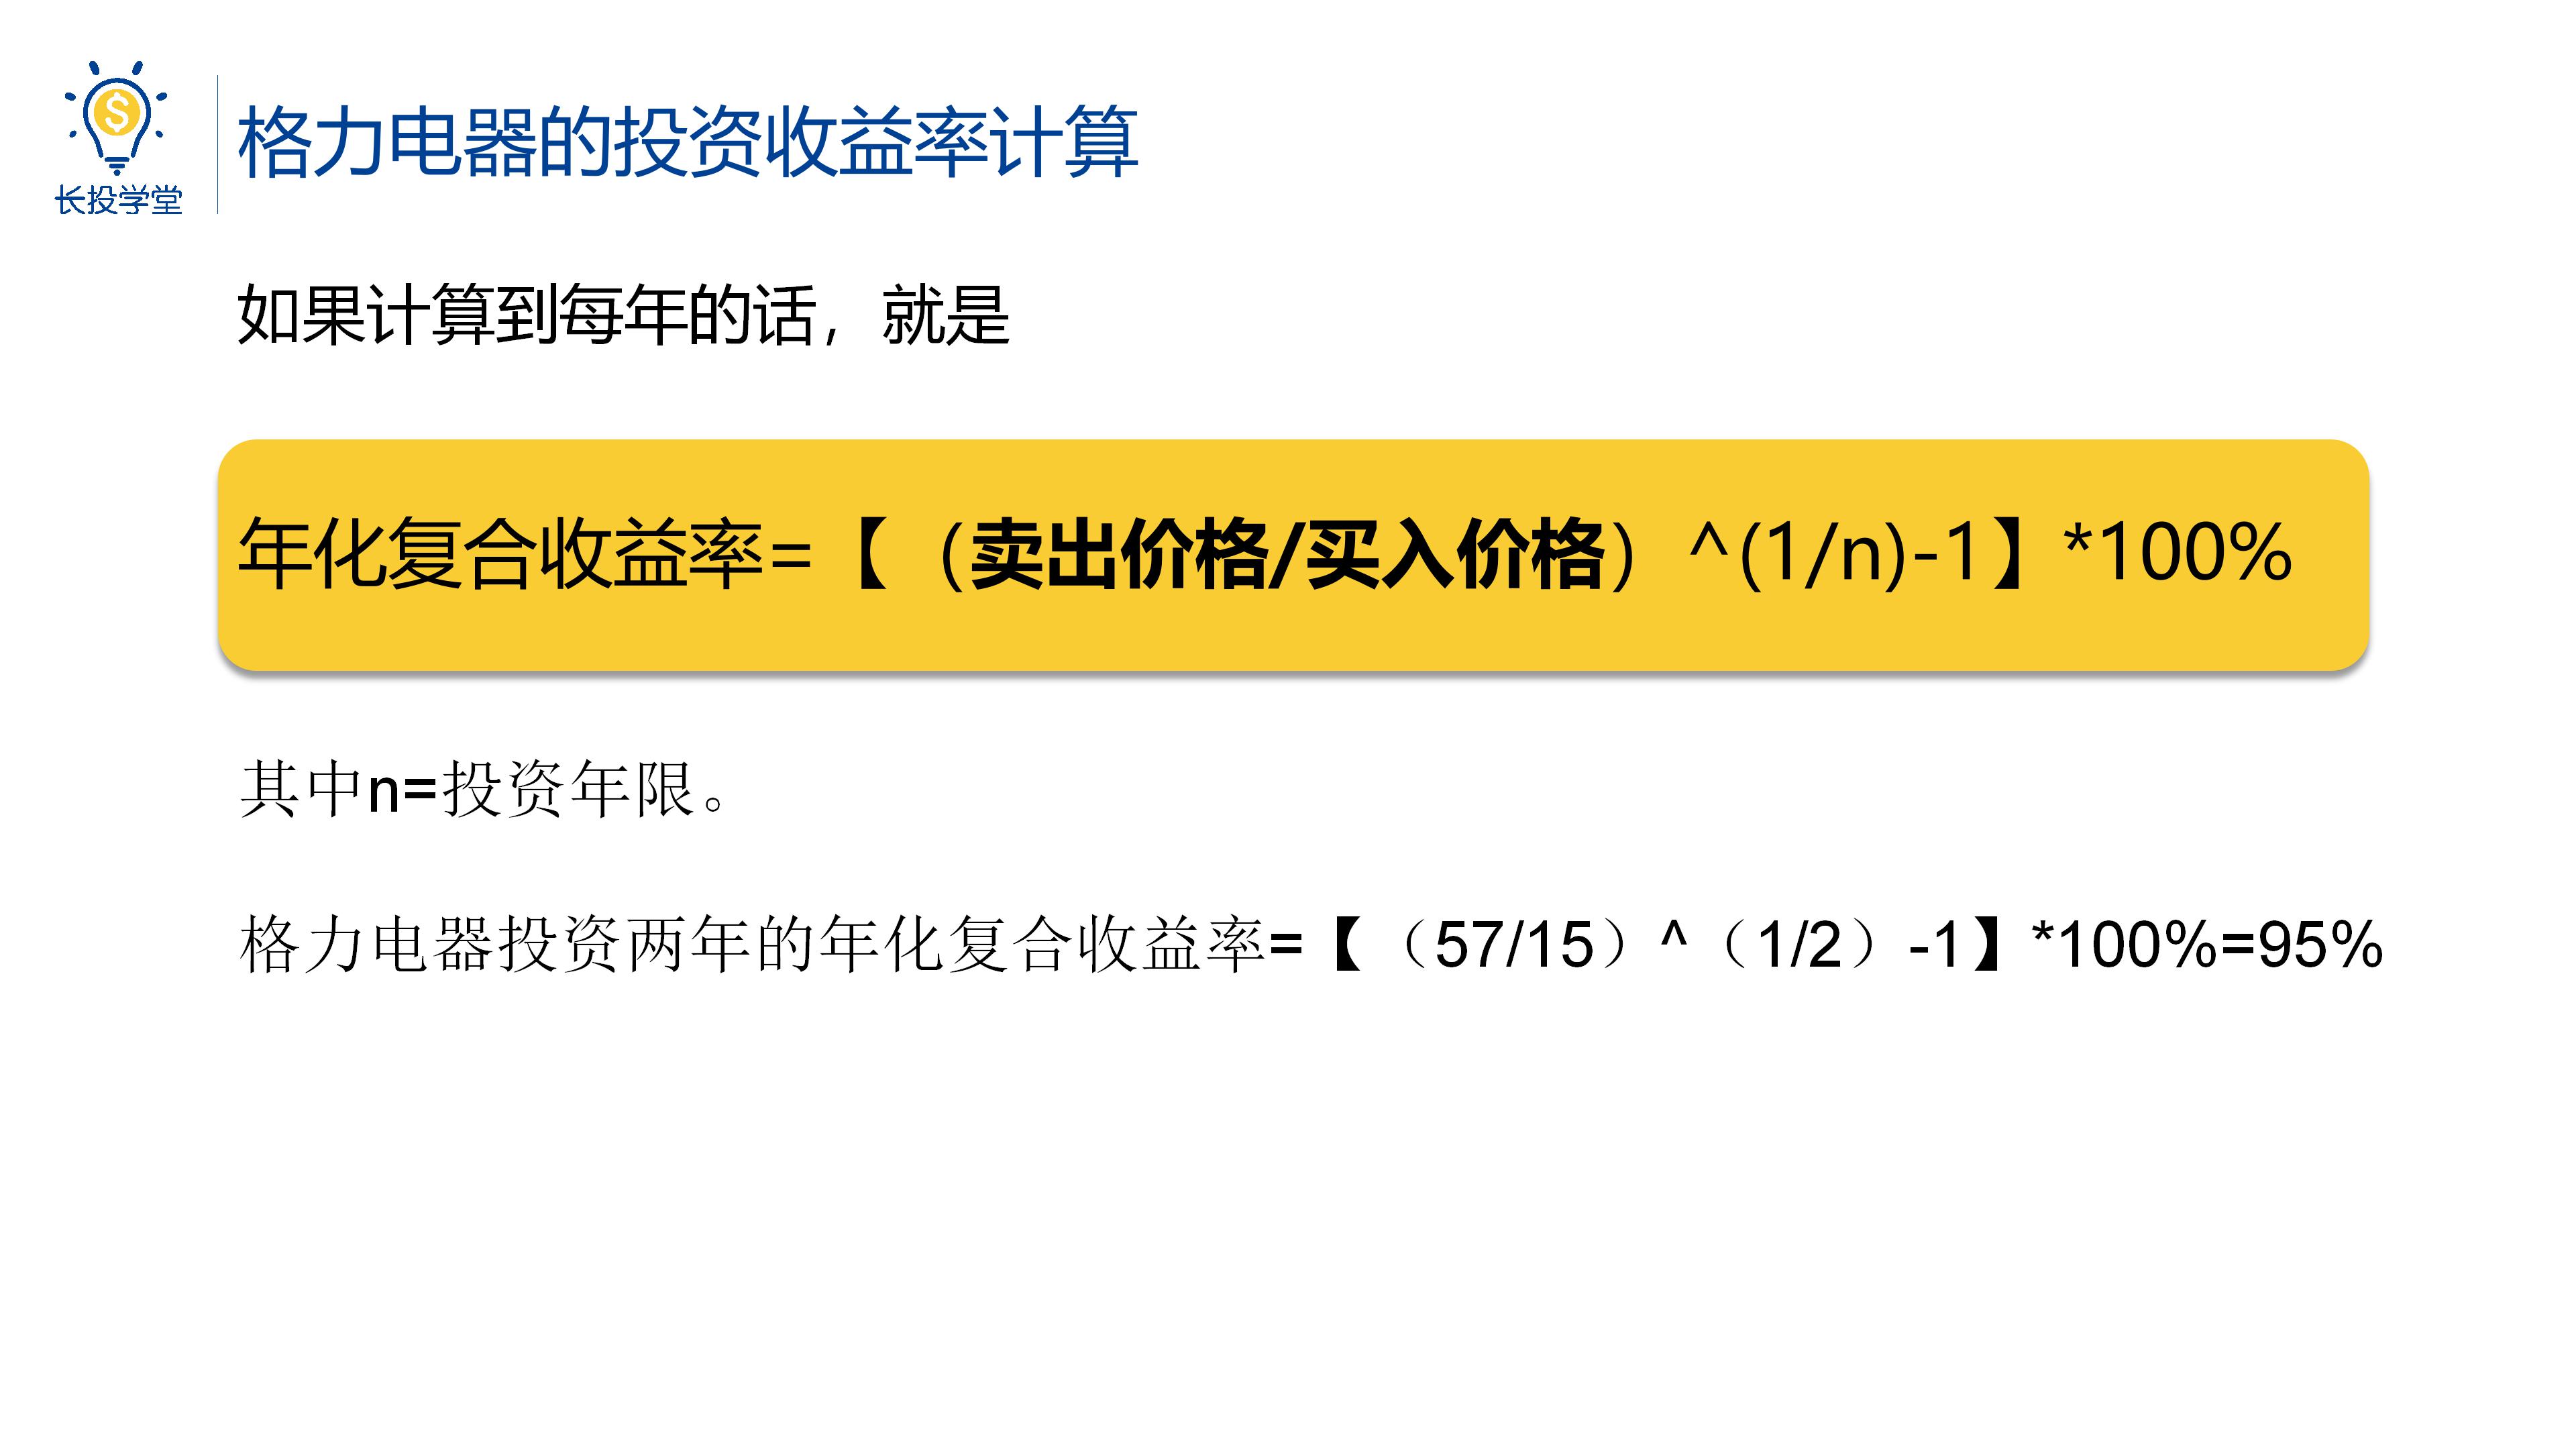 长投学堂
格力电器的投资收益率计算
如果计算到每年的话，就是
年化复合收益率=【（卖出价格/买入价格）^(1/n)-1】*100%
其中n=投资年限。
格力电器投资两年的年化复合收益率=【（57/15）^（1/2）-1】*100%=95%